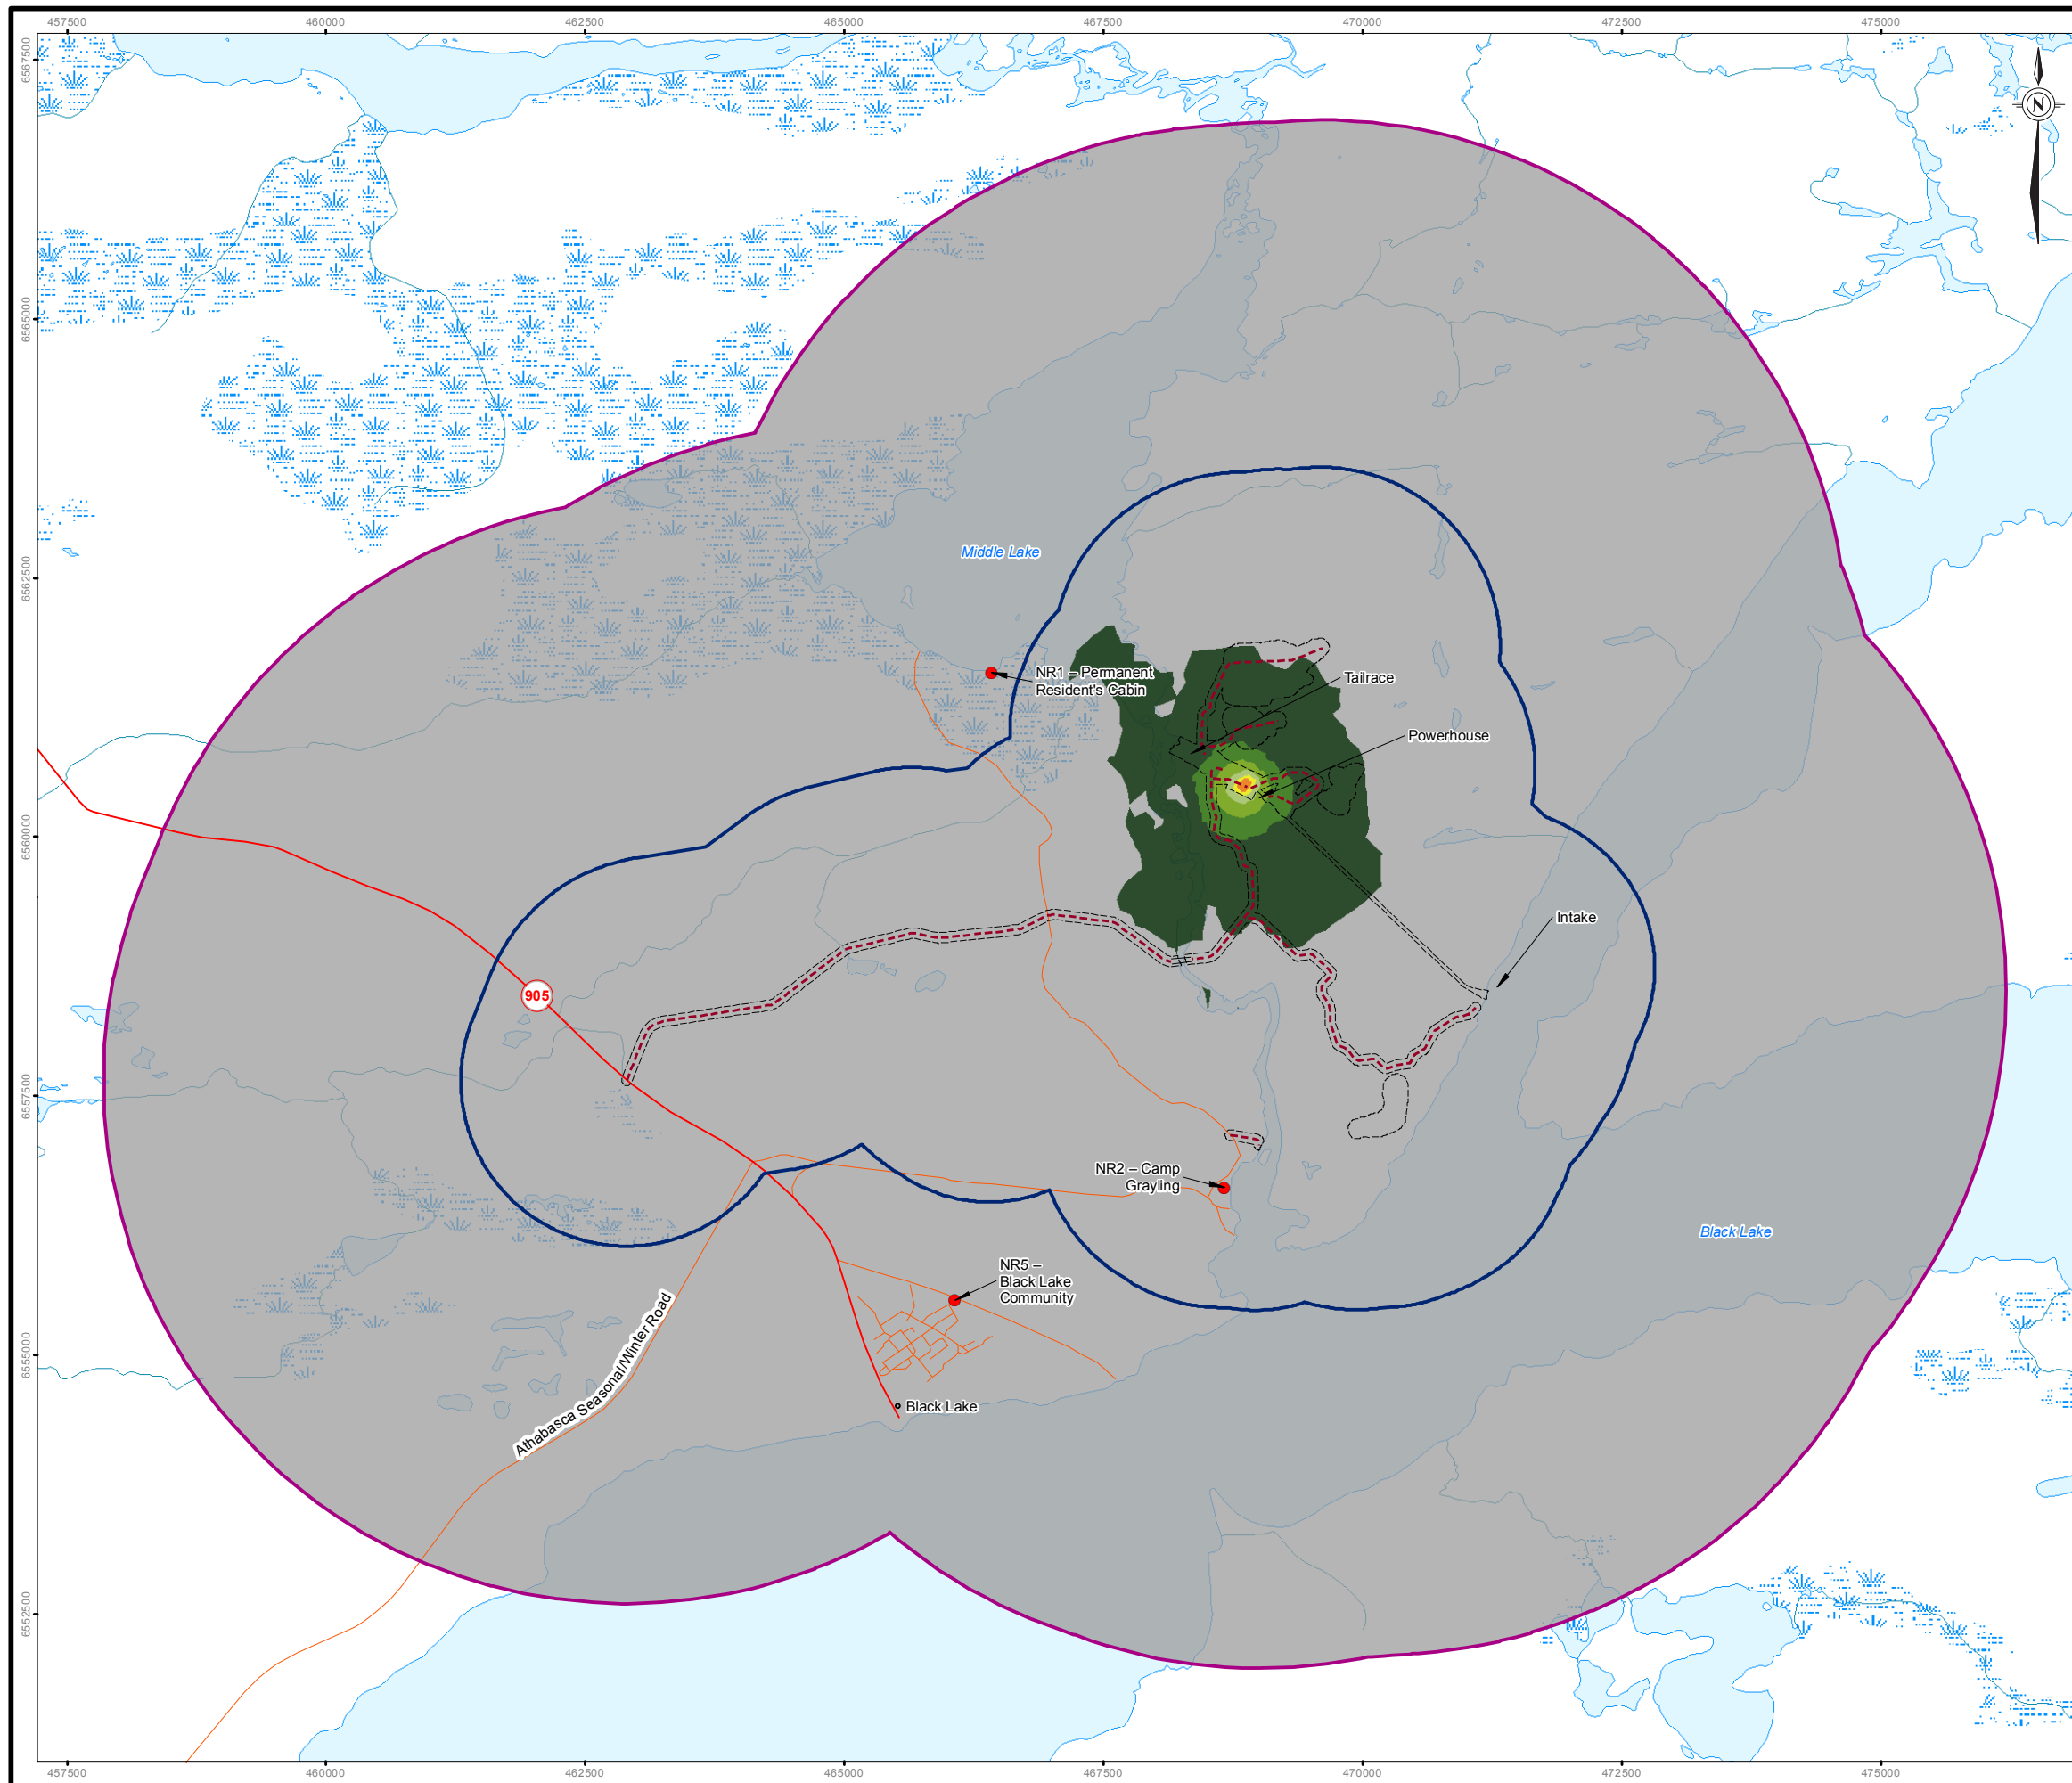 457500 460000 462500 465000 467500 470000 472500 475000
6567500
N
6565000
Middle Lake
6562500
NR1 – Permanent
Resident's Cabin
Tailrace
Powerhouse
6560000
Intake
905
6557500
NR2 – Camp
Grayling
Black Lake
NR5 –
Black Lake
Community
Athabasca Seasonal/Winter Road
6555000
Black Lake
6552500
457500 460000 462500 465000 467500 470000 472500 475000